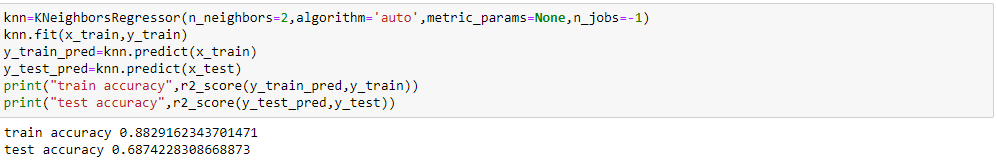 knn=KNeighborsRegressor(n_neighbors=2,algorithm='auto',metric_params=None,n_jobs=-1)
knn.fit(x_train,y_train)
y_train_pred=knn.predict(x_train)
y_test_pred=knn.predict(x_test)
print("train accuracy",r2_score(y_train_pred,y_train))
print("test accuracy",r2_score(y_test_pred,y_test))
train accuracy 0.8829162343701471
test accuracy 0.6874228308668873